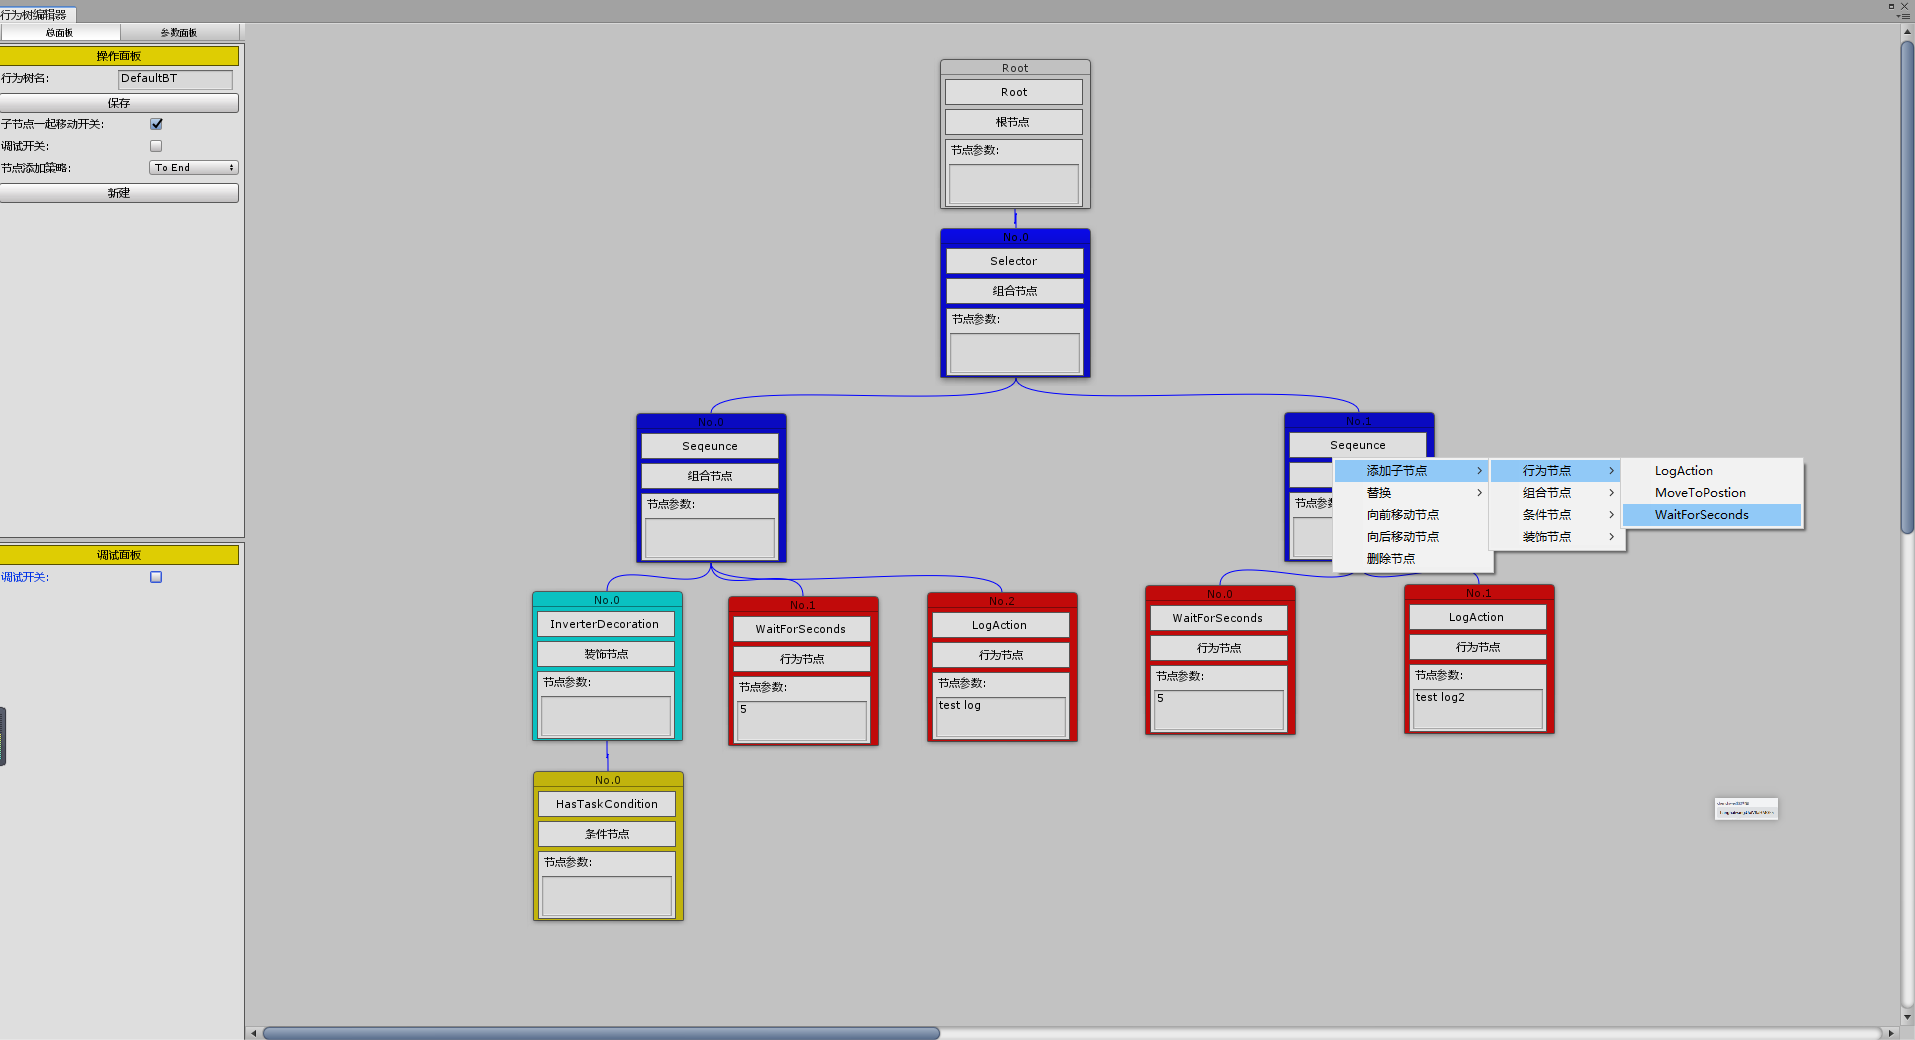 行为树编辑器
总面板
参数面板
操作面板
行为树名:
DefaultBT
保存
子节点一起移动开关:
调试开关:
节点添加策略:
To End
新建
调试面板
调试开关:
Root
Root
根节点
节点参数:
No.0
Selector
组合节点
节点参数:
No.0
Seqeunce
组合节点
节点参数:
No.1
Seqeunce
节点参
添加子节点
替换
向前移动节点
向后移动节点
删除节点
行为节点
组合节点
条件节点
装饰节点
LogAction
MoveToPostion
WaitForSeconds
No.0
InverterDecoration
装饰节点
节点参数:
No.1
WaitForSeconds
行为节点
节点参数:
5
No.2
LogAction
行为节点
节点参数:
test log
No.0
WaitForSeconds
行为节点
节点参数:
5
No.1
LogAction
行为节点
节点参数:
test log2
No.0
HasTaskCondition
条件节点
节点参数: